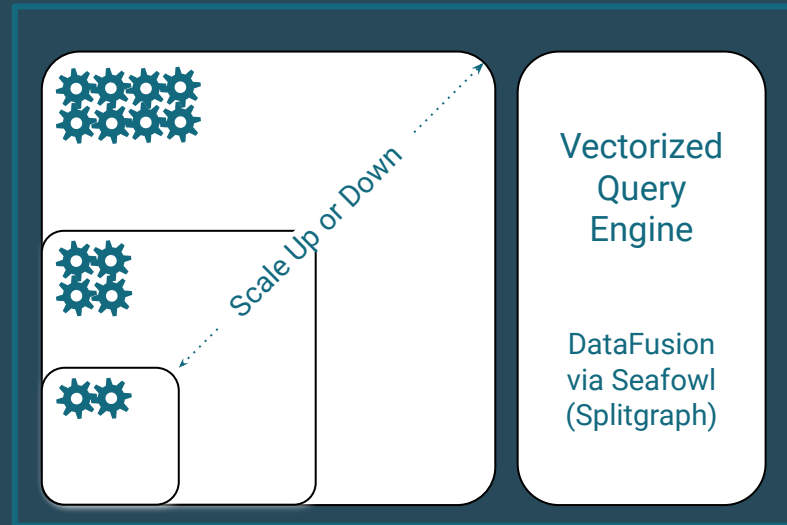 Scale Up or Down
Vectorized
Query
Engine
DataFusion
via Seafowl
(Splitgraph)